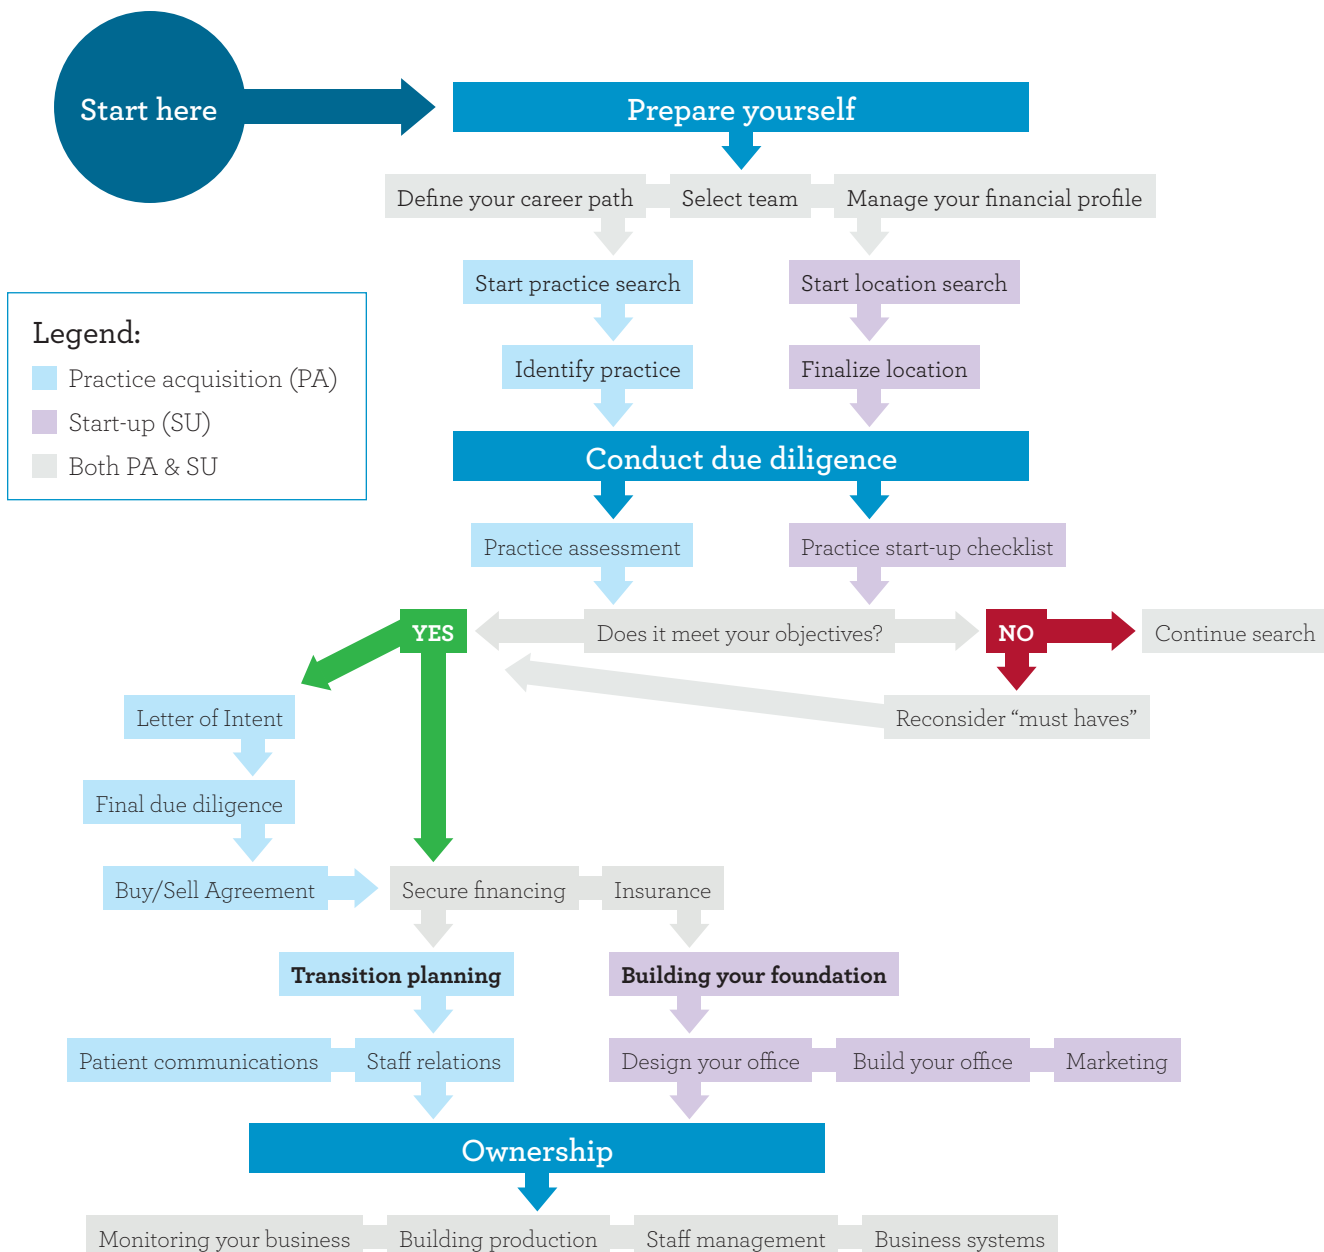 Start here
Prepare yourself
Define your career path
Select team
Manage your financial profile
Start practice search
Start location search
Legend:
Practice acquisition (PA)
Start-up (SU)
Both PA & SU
Identify practice
Finalize location
Conduct due diligence
Practice assessment
Practice start-up checklist
YES
Does it meet your objectives?
NO
Continue search
Letter of Intent
Reconsider “must haves”
Final due diligence
Buy/Sell Agreement
Secure financing
Insurance
Transition planning
Building your foundation
Patient communications
Staff relations
Design your office
Build your office
Marketing
Ownership
Monitoring your business
Building production
Staff management
Business systems